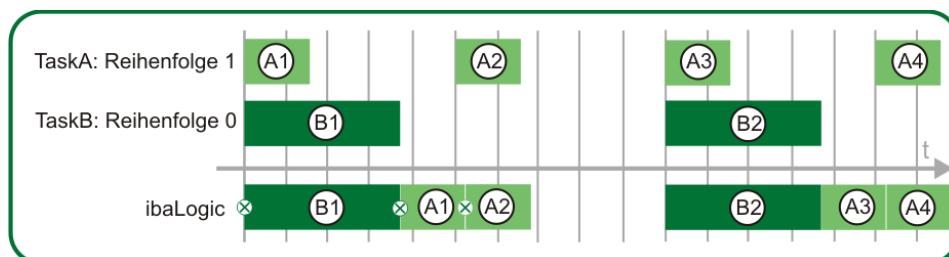 TaskA: Reihenfolge 1 A1 A2 A3 A4
TaskB: Reihenfolge 0 B1 B2
t
ibaLogic B1 A1 A2 B2 A3 A4